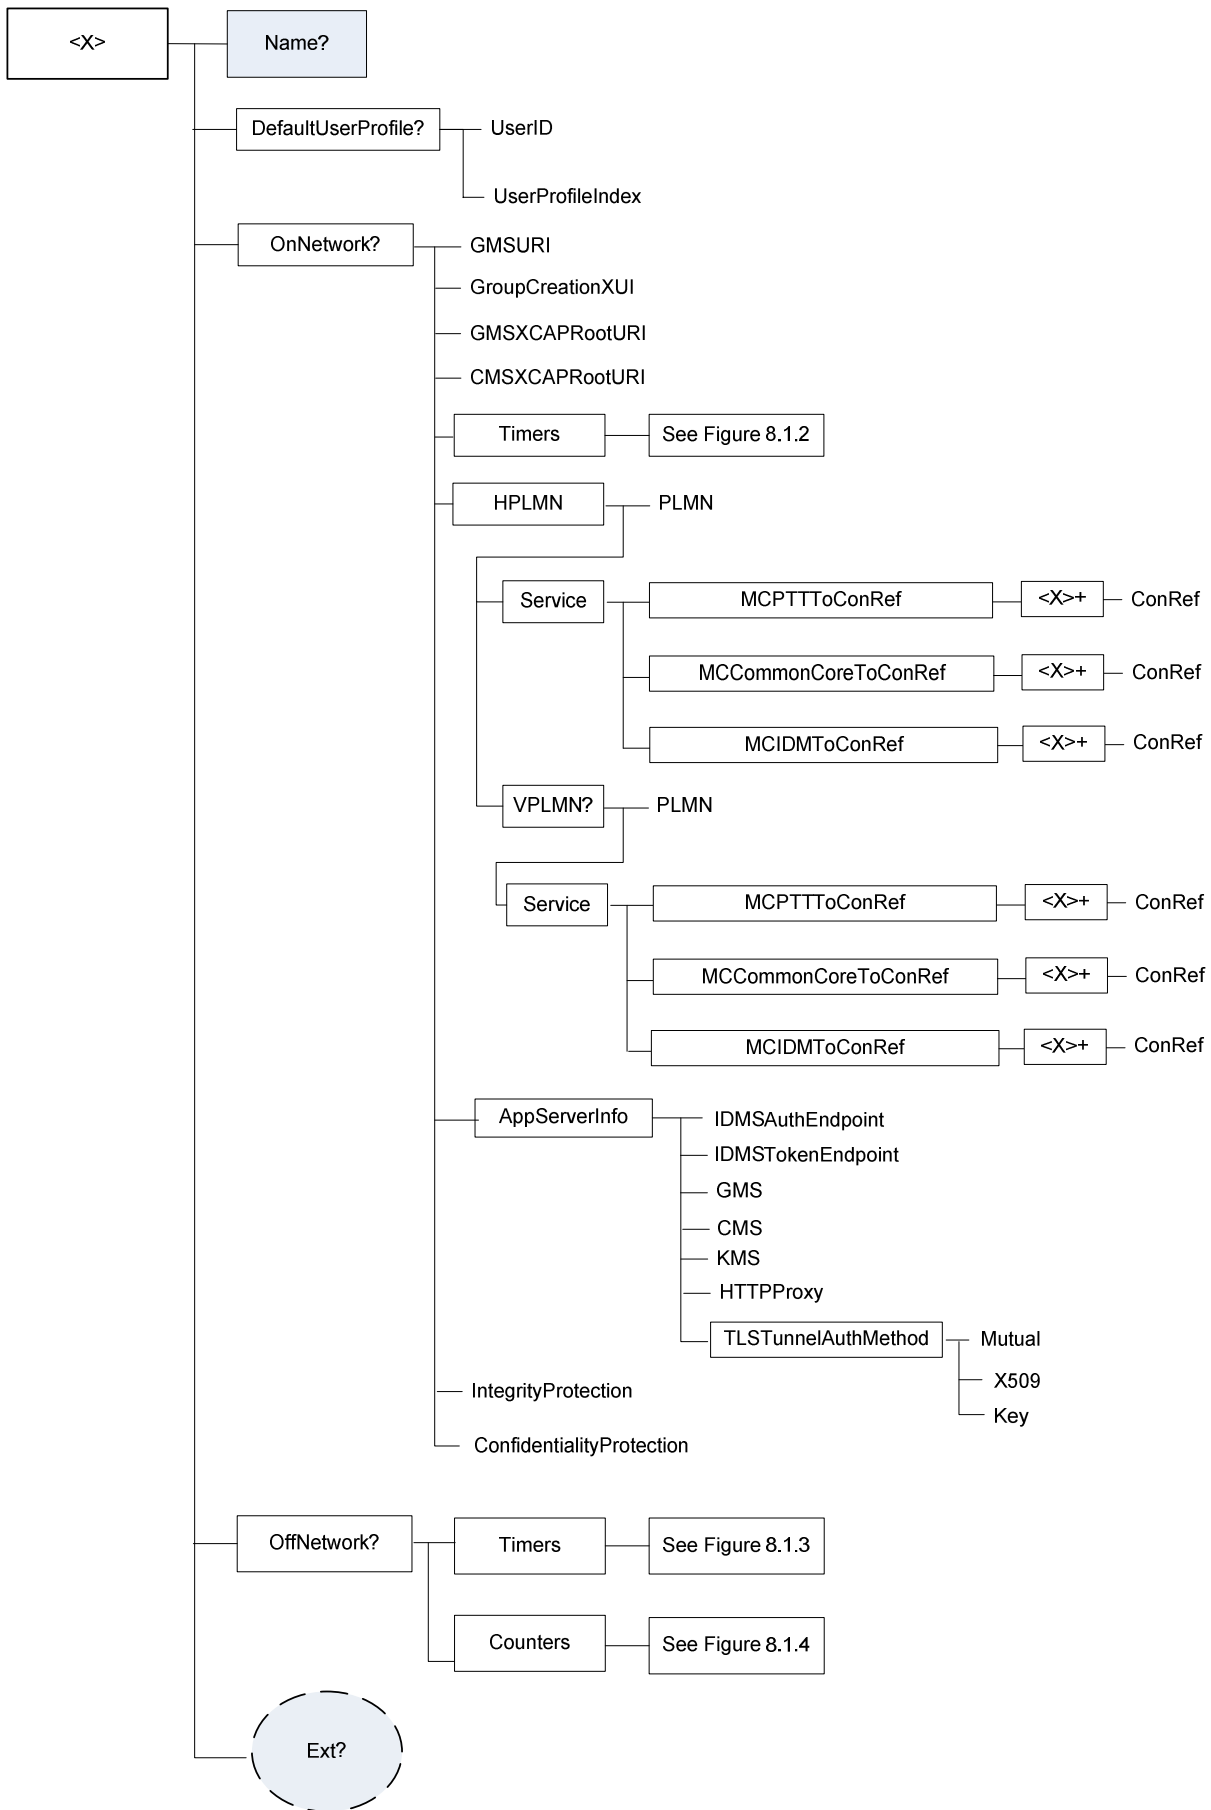 <X>
Name?
DefaultUserProfile?
UserID
UserProfileIndex
OnNetwork?
GMSURI
GroupCreationXUI
GMSXCAPRootURI
CMSXCAPRootURI
Timers
See Figure 8.1.2
HPLMN
PLMN
Service
MCPTTToConRef
<X>+
ConRef
MCCommonCoreToConRef
<X>+
ConRef
MCIDMToConRef
<X>+
ConRef
VPLMN?
PLMN
Service
MCPTTToConRef
<X>+
ConRef
MCCommonCoreToConRef
<X>+
ConRef
MCIDMToConRef
<X>+
ConRef
AppServerInfo
IDMSAuthEndpoint
IDMSTokenEndpoint
GMS
CMS
KMS
HTTPProxy
TLSTunnelAuthMethod
Mutual
X509
Key
IntegrityProtection
ConfidentialityProtection
OffNetwork?
Timers
See Figure 8.1.3
Counters
See Figure 8.1.4
Ext?